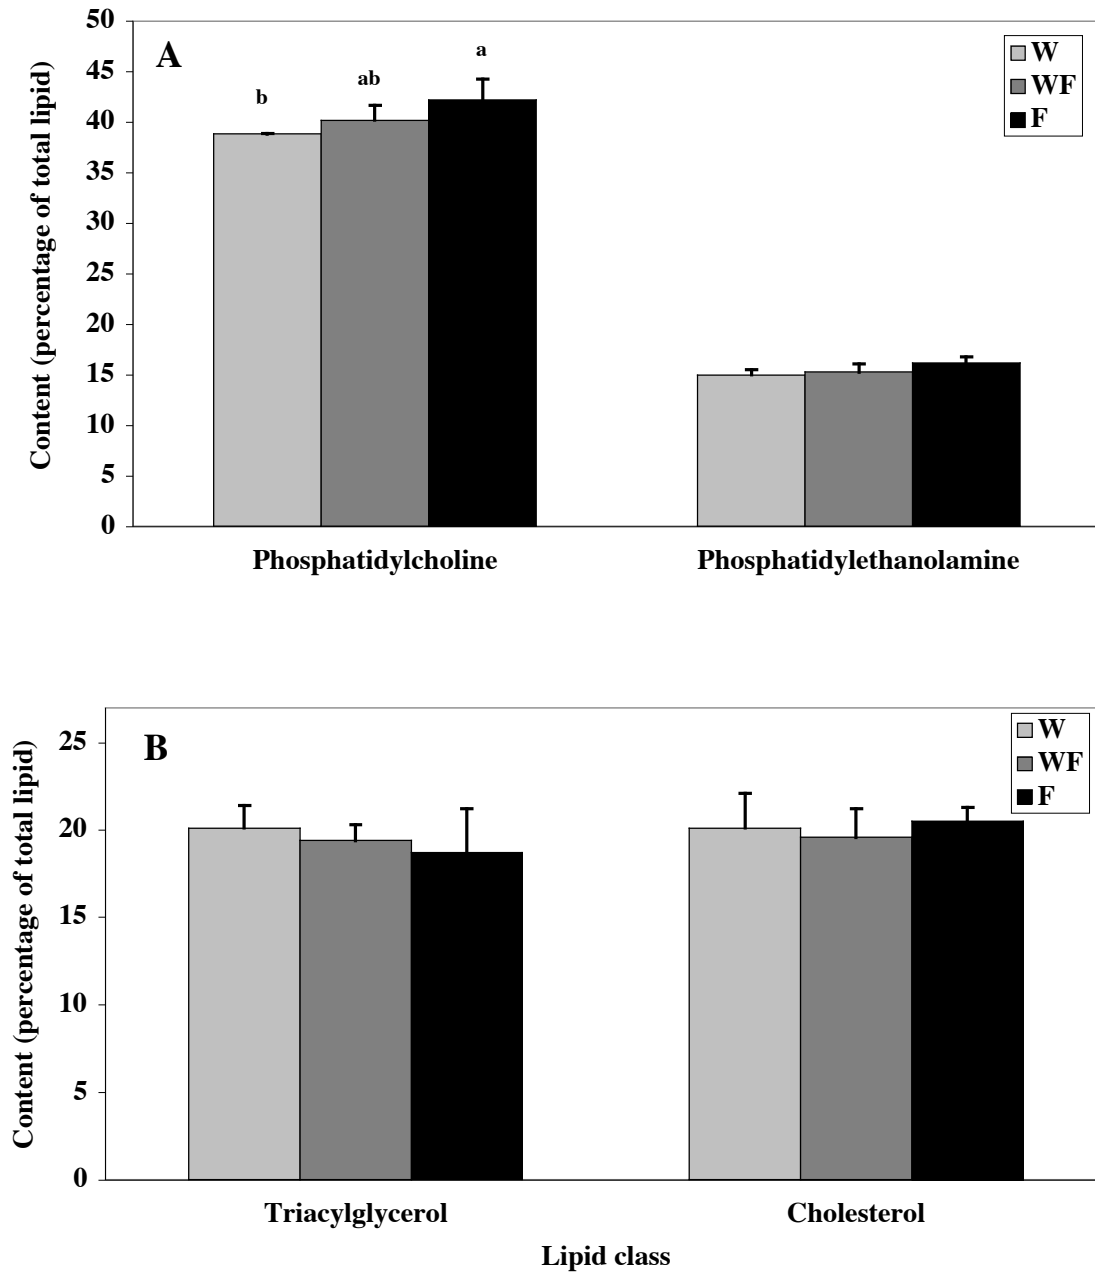 A
W
WF
F
b
ab
a
50
45
40
35
30
25
20
15
10
5
0
Content (percentage of total lipid)
Phosphatidylcholine
Phosphatidylethanolamine
B
W
WF
F
25
20
15
10
5
0
Content (percentage of total lipid)
Triacylglycerol
Cholesterol
Lipid class